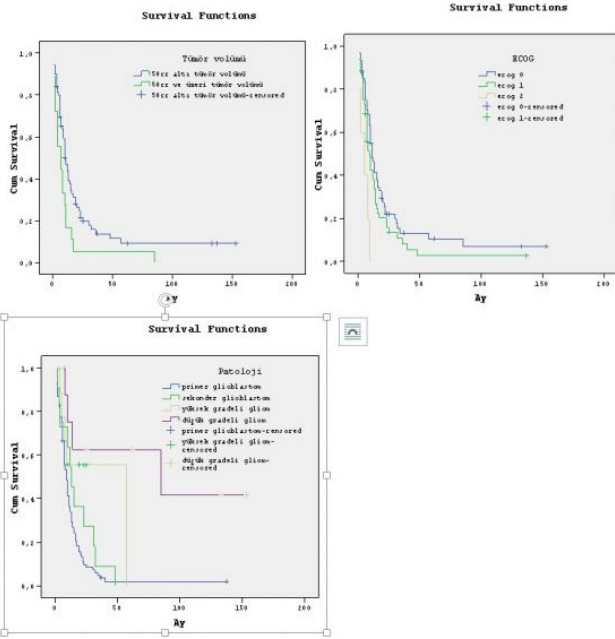 Survival Functions
Tümör volümü
50cc altı tümör volümü
50cc ve üzeri tümör volümü
50cc altı tümör volümü-censored
Cum Survival
1,0
0,8
0,6
0,4
0,2
0,0
0
50
100
150
200
Ay
Survival Functions
ECOG
ecog 0
ecog 1
ecog 2
ecog 0-censored
ecog 1-censored
Cum Survival
1,0
0,8
0,6
0,4
0,2
0,0
0
50
100
150
200
Ay
Survival Functions
Patoloji
primer glioblastom
sekonder glioblastom
yüksek gradeli gliom
düşük gradeli gliom
primer glioblastom-censored
yüksek gradeli gliom-
censored
düşük gradeli gliom-
censored
Cum Survival
1,0
0,8
0,6
0,4
0,2
0,0
0
50
100
150
200
Ay